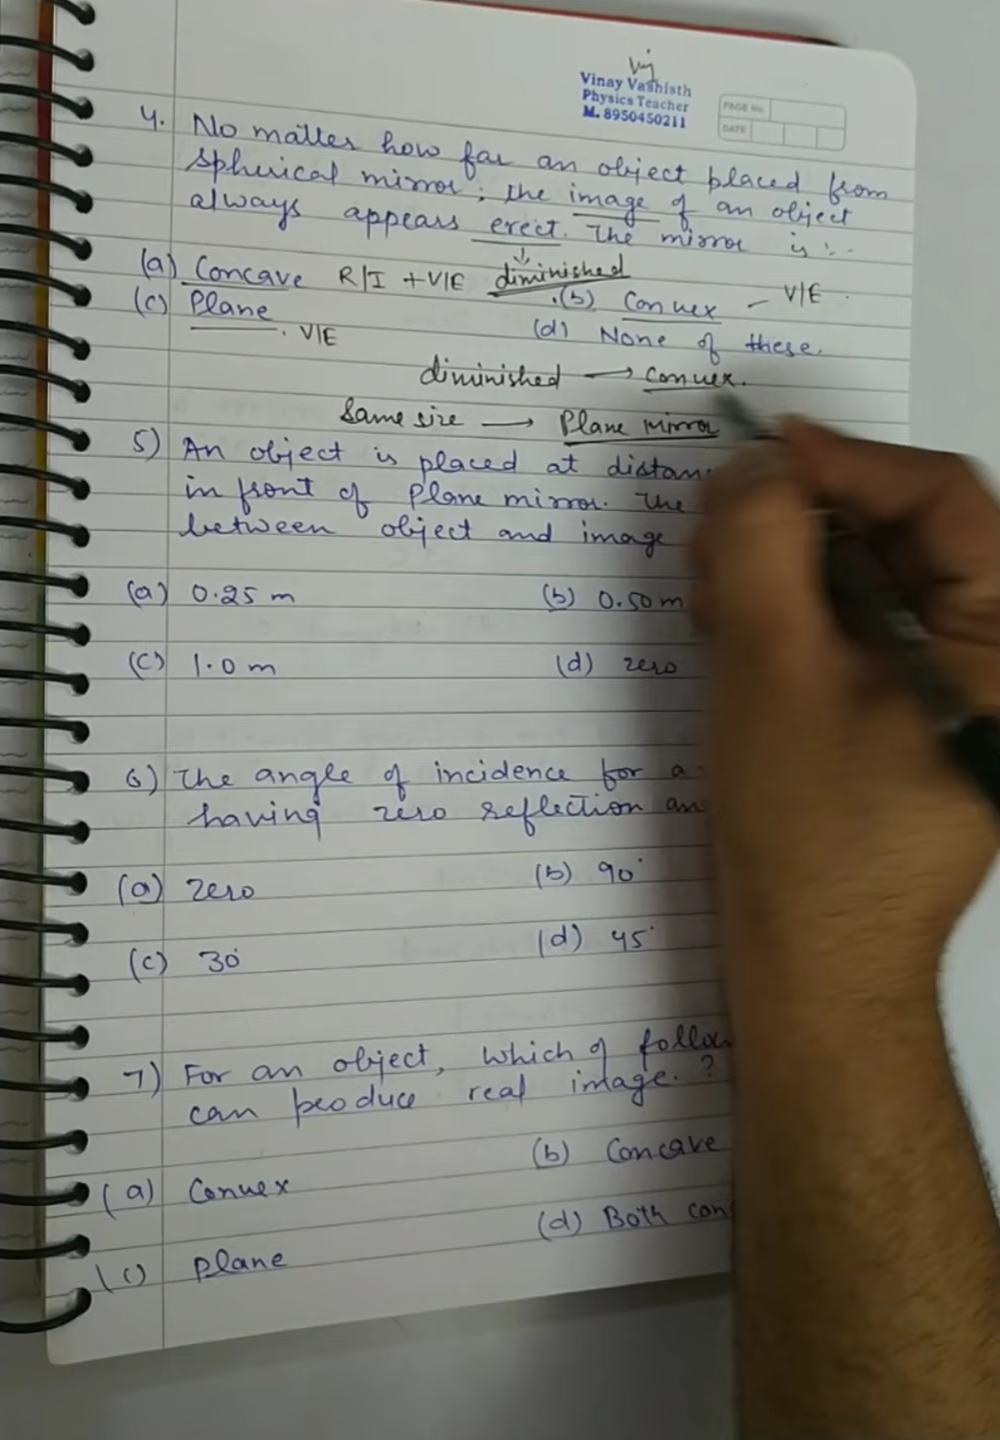 Vinay Vashisth
Physics Teacher
M. 8950450211
PAGE No.
DATE
4. No matter how far an object placed from
spherical mirror, the image of an object
always appears erect. The mirror is :-
(a) Concave R/I + V/E diminished
(b) Convex - V/E
(c) Plane. V/E
(d) None of these.
diminished → convex.
Same size → Plane mirror
5) An object is placed at
in front of Plane mirror. The
between object and image
(a) 0.25 m (b) 0.50 m
(c) 1.0 m (d) zero
6) The angle of incidence for a
having zero reflection
(a) zero (b) 90°
(c) 30° (d) 45°
7) For an object, which of
can produce real image. ?
(a) Convex (b) Concave
(c) plane (d) Both